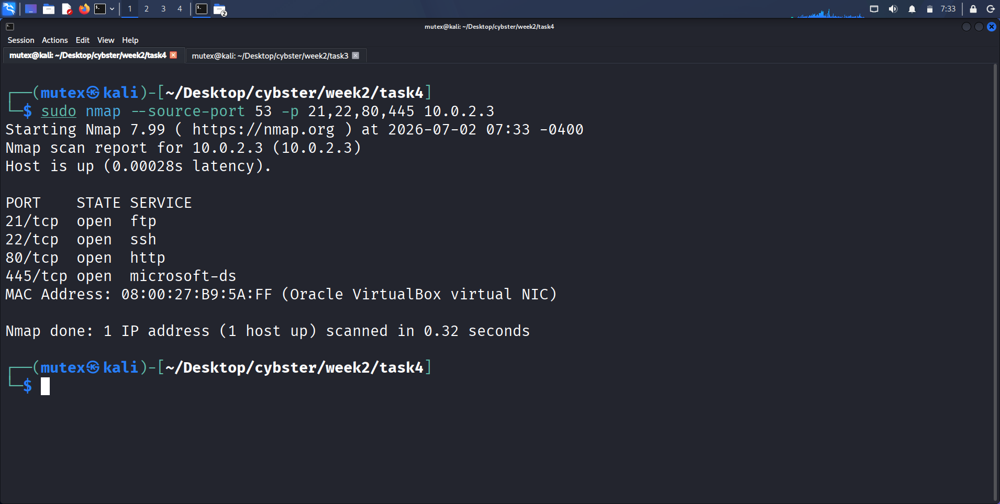 1 2 3 4 2 7:33
mutex@kali: ~/Desktop/cybster/week2/task4
Session Actions Edit View Help
mutex@kali: ~/Desktop/cybster/week2/task4 mutex@kali: ~/Desktop/cybster/week2/task3
┌──(mutex㉿kali)-[~/Desktop/cybster/week2/task4]
└─$ sudo nmap --source-port 53 -p 21,22,80,445 10.0.2.3
Starting Nmap 7.99 ( https://nmap.org ) at 2026-07-02 07:33 -0400
Nmap scan report for 10.0.2.3 (10.0.2.3)
Host is up (0.00028s latency).
PORT    STATE SERVICE
21/tcp  open  ftp
22/tcp  open  ssh
80/tcp  open  http
445/tcp open  microsoft-ds
MAC Address: 08:00:27:B9:5A:FF (Oracle VirtualBox virtual NIC)
Nmap done: 1 IP address (1 host up) scanned in 0.32 seconds
┌──(mutex㉿kali)-[~/Desktop/cybster/week2/task4]
└─$